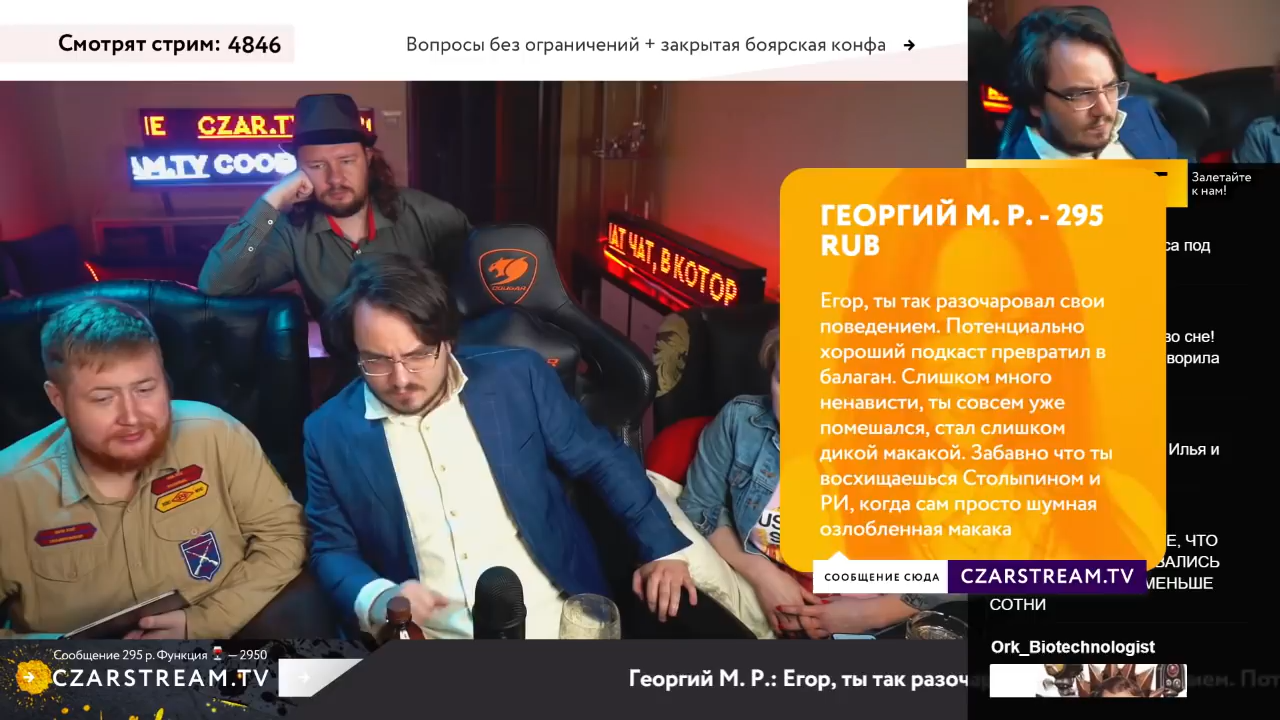 Смотрят стрим: 4846
Вопросы без ограничений + закрытая боярская конфа
CZAR.T
COOD
COUGAR
ЧАТ, В КОТОР
Залетайте
к нам!
ГЕОРГИЙ М. Р. - 295
RUB
Егор, ты так разочаровал свои
поведением. Потенциально
хороший подкаст превратил в
балаган. Слишком много
ненависти, ты совсем уже
помешался, стал слишком
дикой макакой. Забавно что ты
восхищаешься Столыпином и
РИ, когда сам просто шумная
озлобленная макака
СООБЩЕНИЕ СЮДА
CZARSTREAM.TV
са под
во сне!
ворила
Илья и
Е, ЧТО
ВАЛИСЬ
МЕНЬШЕ
СОТНИ
Ork_Biotechnologist
Сообщение 295 р. Функция — 2950
CZARSTREAM.TV
Георгий М. Р.: Егор, ты так разоч
ием. Пот